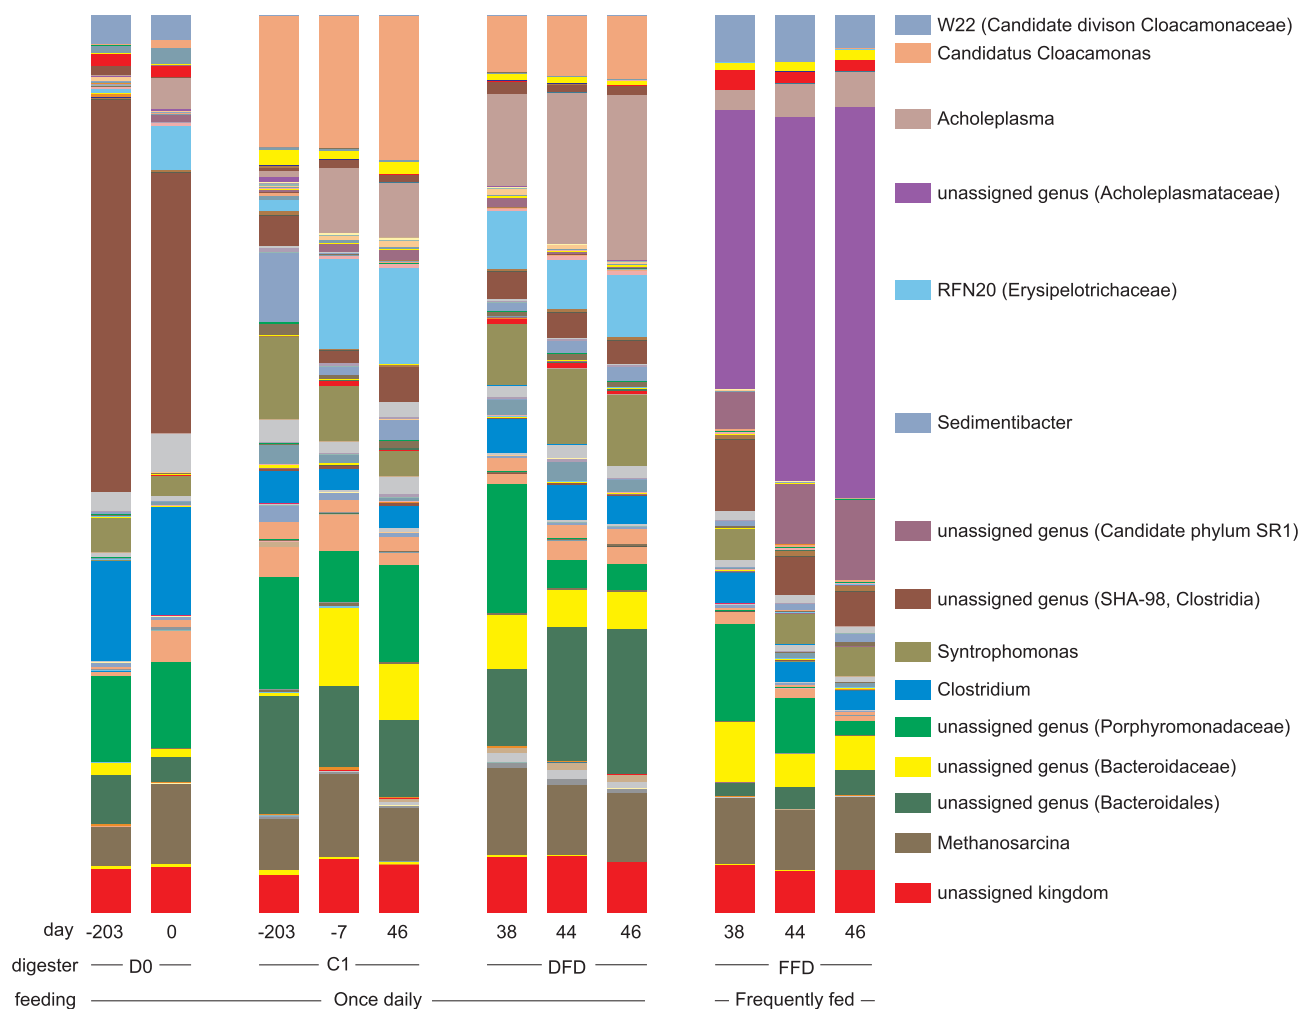 W22 (Candidate divison Cloacamonaceae)
Candidatus Cloacamonas
Acholeplasma
unassigned genus (Acholeplasmataceae)
RFN20 (Erysipelotrichaceae)
Sedimentibacter
unassigned genus (Candidate phylum SR1)
unassigned genus (SHA-98, Clostridia)
Syntrophomonas
Clostridium
unassigned genus (Porphyromonadaceae)
unassigned genus (Bacteroidaceae)
unassigned genus (Bacteroidales)
Methanosarcina
unassigned kingdom
day -203 0 -203 -7 46 38 44 46 38 44 46
digester D0 C1 DFD FFD
feeding Once daily Frequently fed